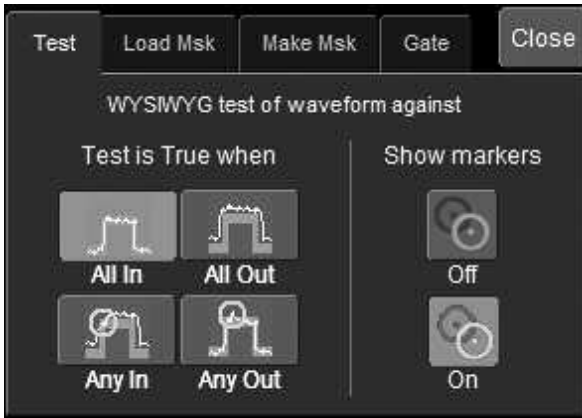 Test Load Msk Make Msk Gate Close
WYSIWYG test of waveform against
Test is True when
Show markers
All In All Out
Off
Any In Any Out
On